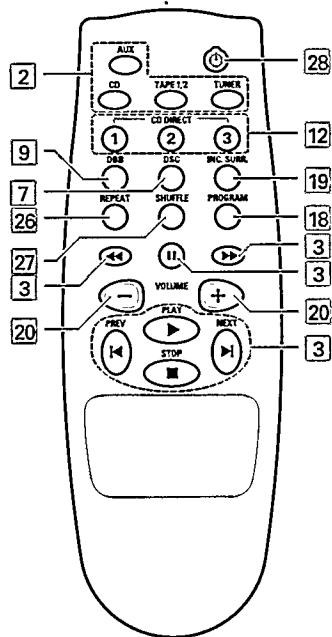 AUX
2
28
CD TAPE 1/2 TUNER
CD DIRECT
1 2 3
12
9
DBB DSC INC. SURR.
7
19
REPEAT SHUFFLE PROGRAM
26
18
27
3
3
3
VOLUME
20
20
PLAY
PREV NEXT
3
STOP